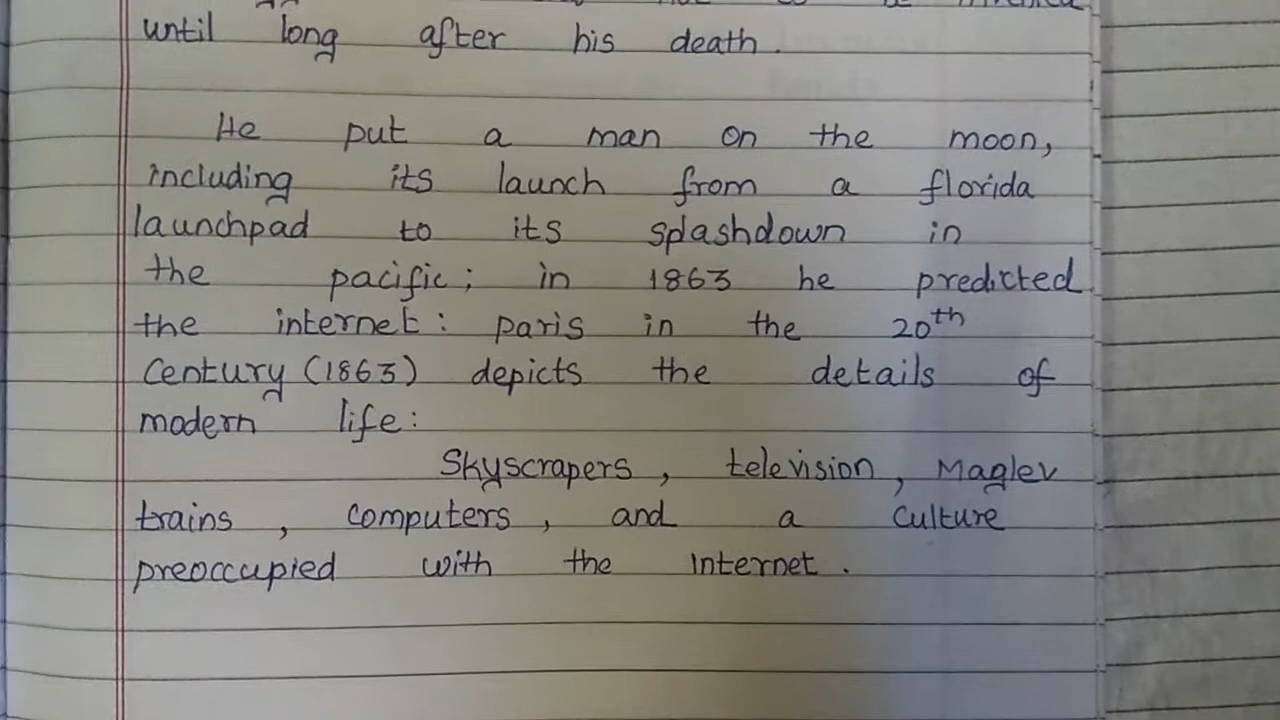 until long after his death.
He put a man on the moon,
including its launch from a florida
launchpad to its splashdown in
the pacific; in 1863 he predicted
the internet: paris in the 20th
Century (1863) depicts the details of
modern life:
Skyscrapers, television, Maglev
trains, computers, and a culture
preoccupied with the internet.